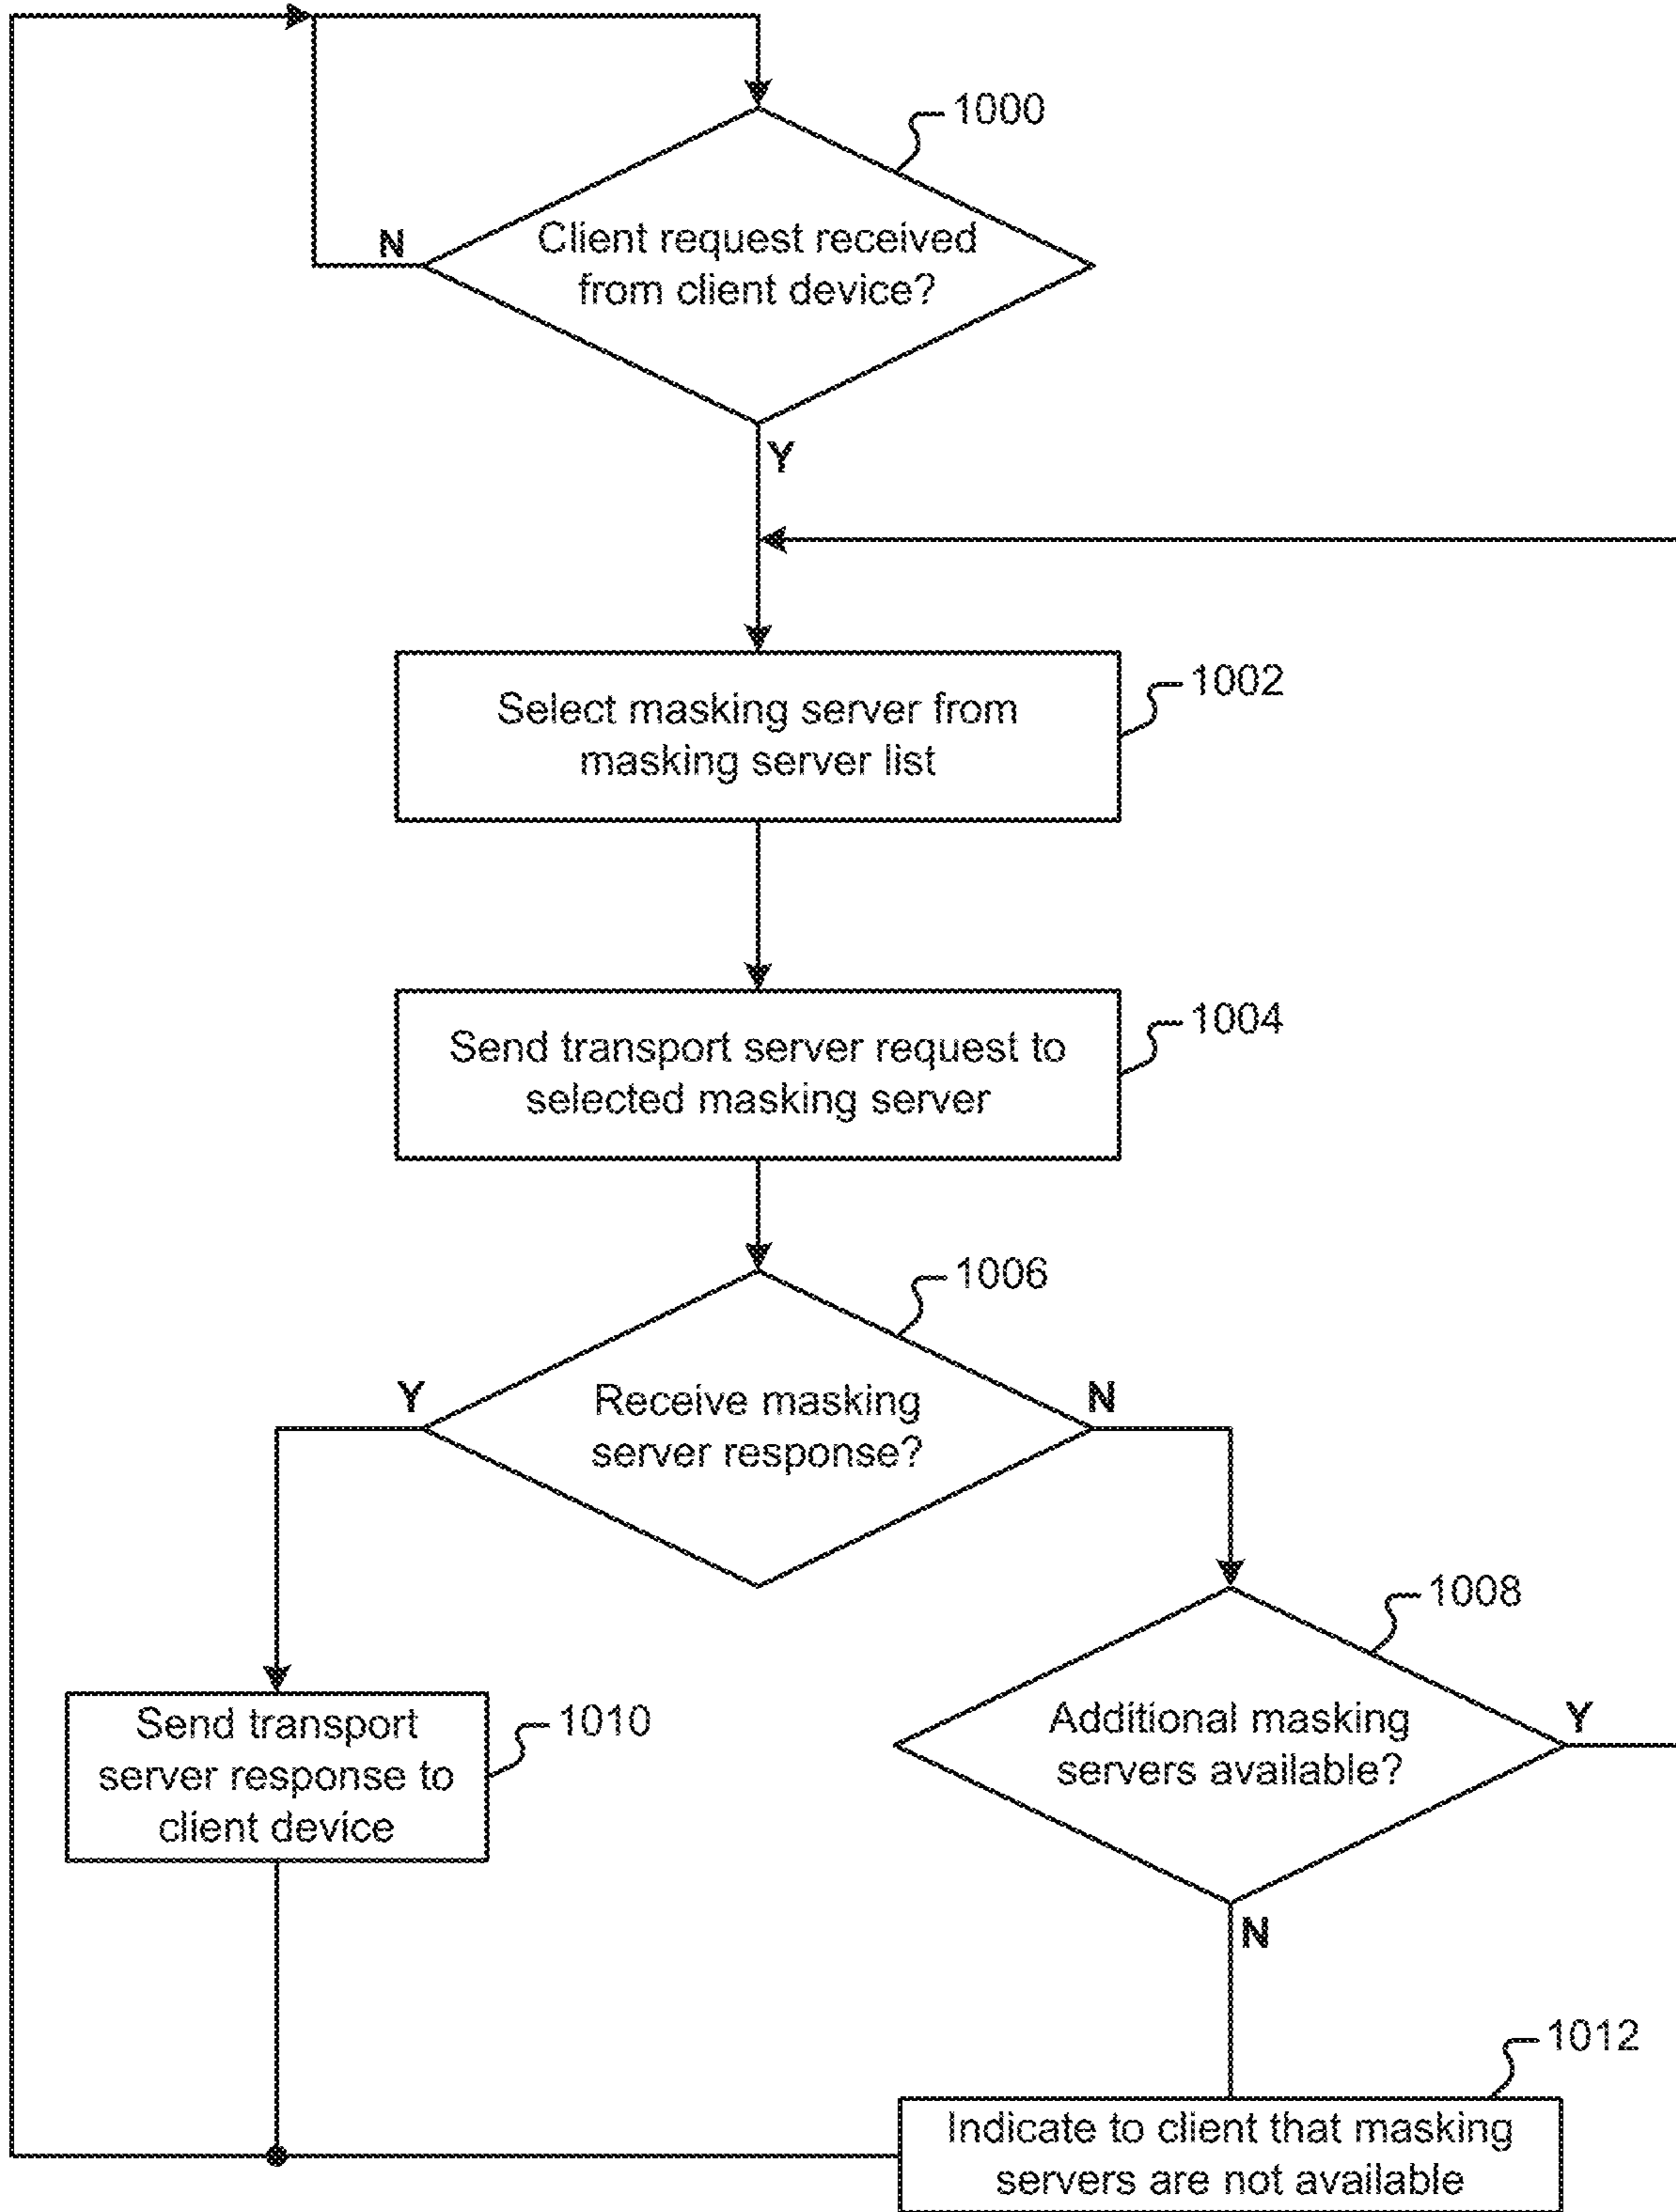 1000
Client request received
from client device?
N
Y
Select masking server from
masking server list
1002
Send transport server request to
selected masking server
1004
1006
Receive masking
server response?
Y
N
1008
Additional masking
servers available?
Y
N
Send transport
server response to
client device
1010
1012
Indicate to client that masking
servers are not available